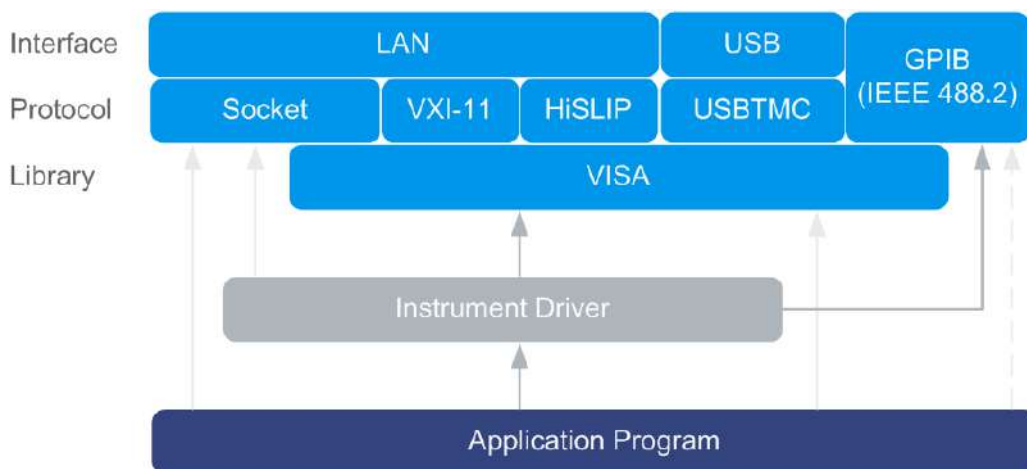 Interface
LAN
USB
GPIB
(IEEE 488.2)
Protocol
Socket
VXI-11
HiSLIP
USBTMC
Library
VISA
Instrument Driver
Application Program